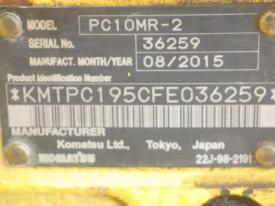 MODEL PC10MR-2
SERIAL No. 36259
MANUFACT. MONTH/YEAR 08/2015
Product Identification Number
*KMTPC195CFE036259*
MANUFACTURER
Komatsu Ltd., Tokyo, Japan
KOMATSU 22J-98-2191